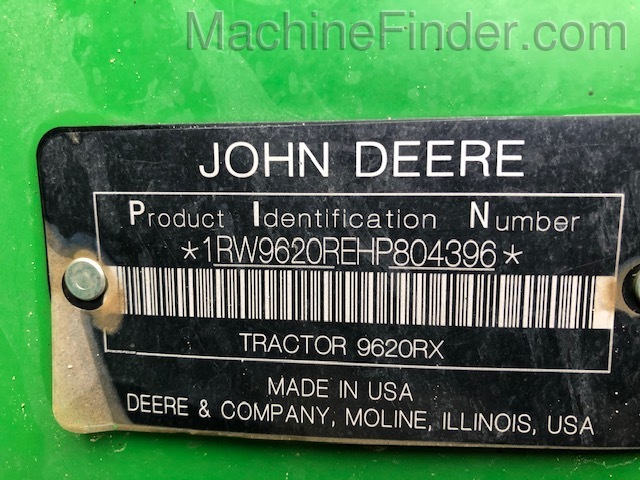 MachineFinder.com
JOHN DEERE
Product Identification Number
*1RW9620REHP804396*
TRACTOR 9620RX
MADE IN USA
DEERE & COMPANY, MOLINE, ILLINOIS, USA